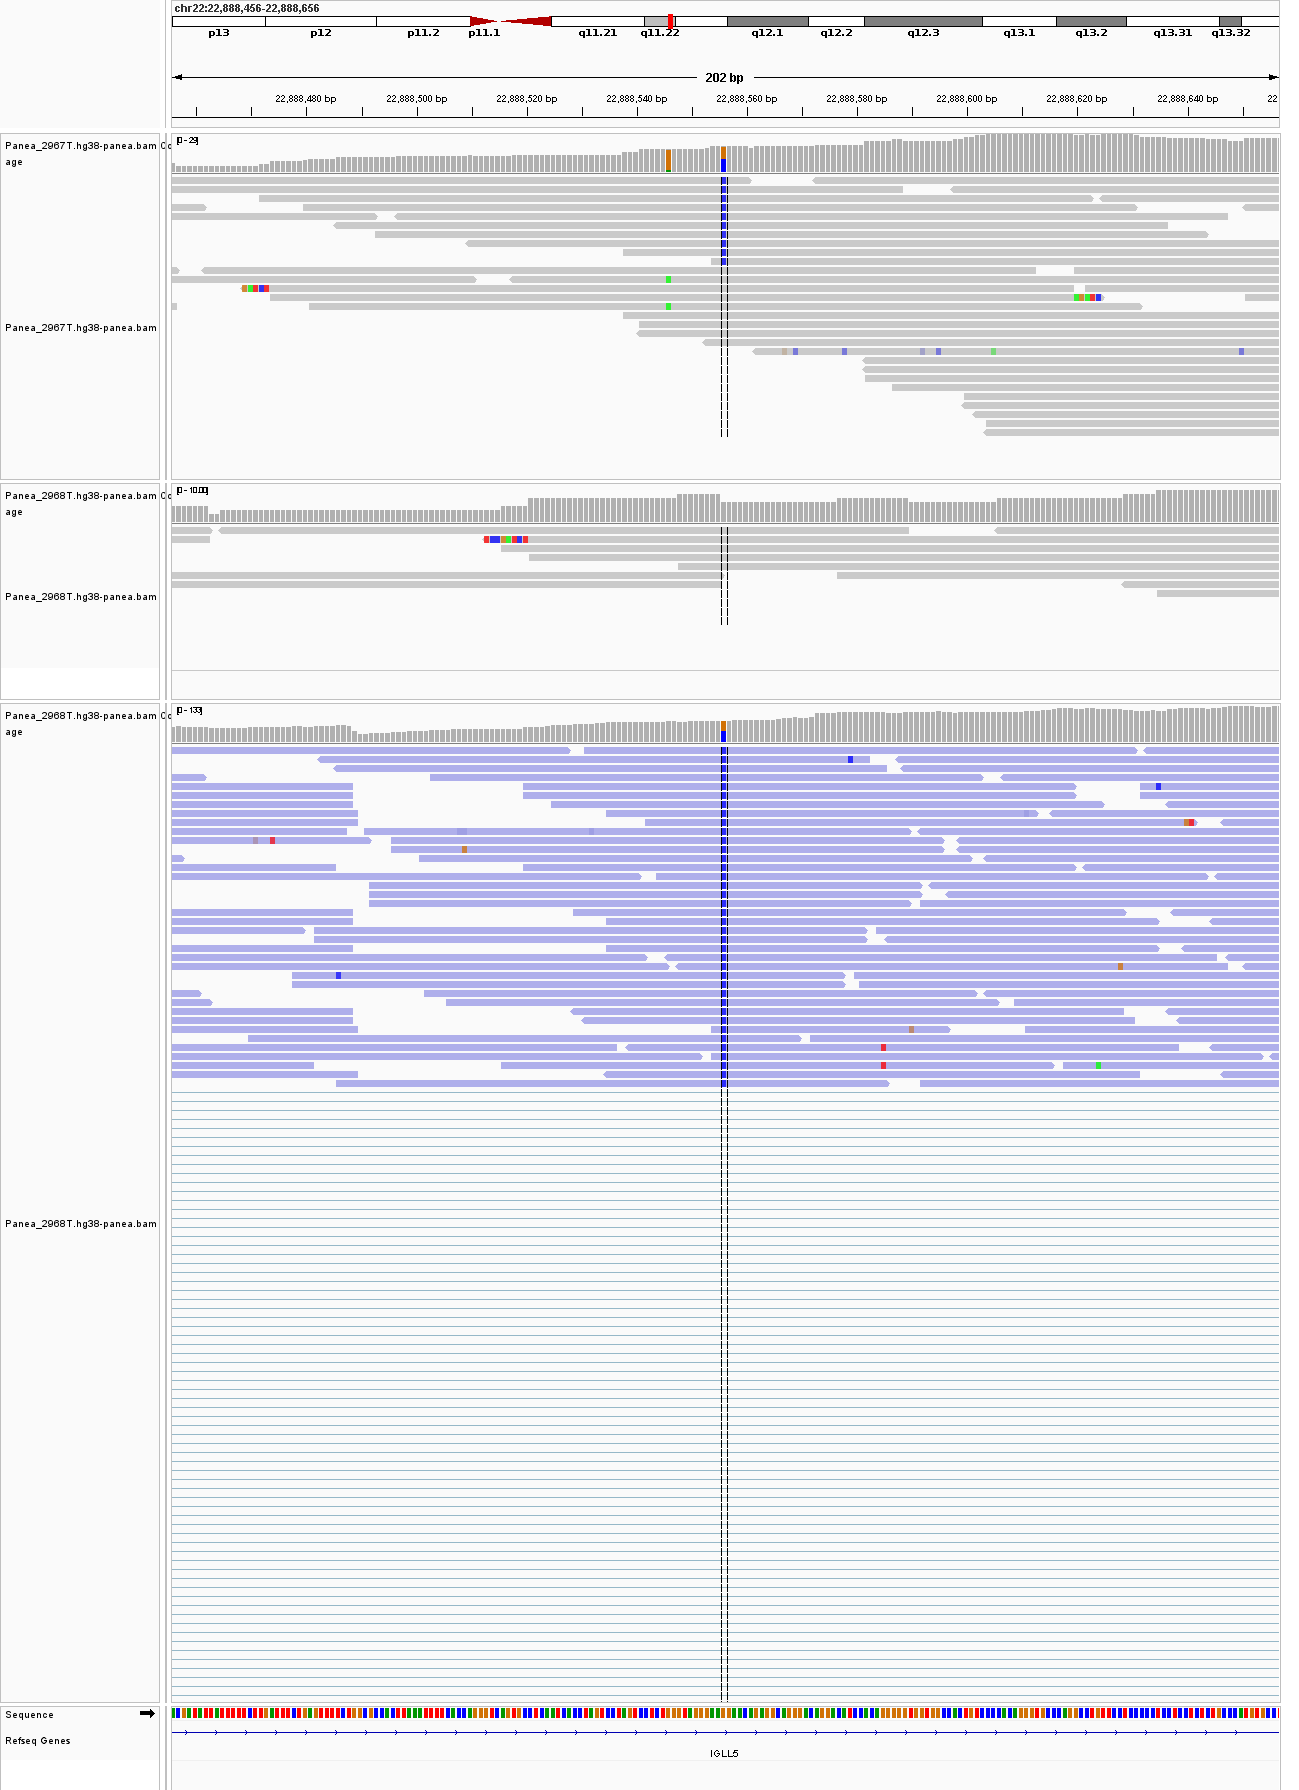 chr22:22,888,456-22,888,656
p13 p12 p11.2 p11.1 q11.21 q11.22 q12.1 q12.2 q12.3 q13.1 q13.2 q13.31 q13.32
202 bp
22,888,480 bp 22,888,500 bp 22,888,520 bp 22,888,540 bp 22,888,560 bp 22,888,580 bp 22,888,600 bp 22,888,620 bp 22,888,640 bp 22
[0 - 29]
Panea_2967T.hg38-panea.bam Co
age
Panea_2967T.hg38-panea.bam
[0 - 10.00]
Panea_2968T.hg38-panea.bam Co
age
Panea_2968T.hg38-panea.bam
[0 - 133]
Panea_2968T.hg38-panea.bam Co
age
Panea_2968T.hg38-panea.bam
Sequence
Refseq Genes
IGLL5